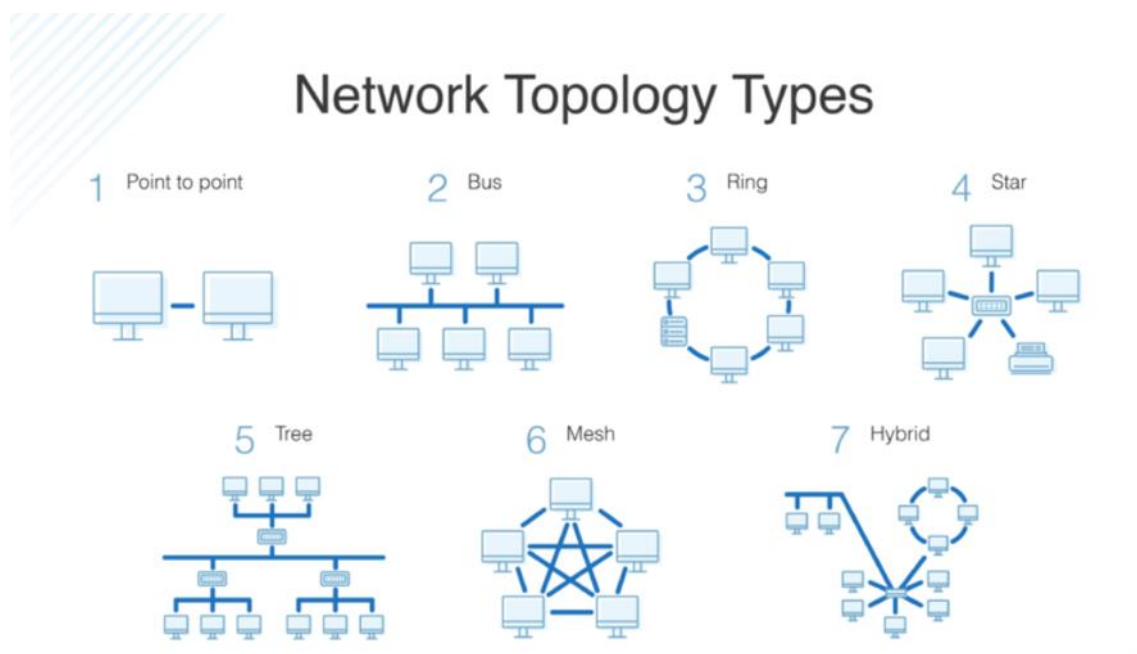 Network Topology Types
1 Point to point
2 Bus
3 Ring
4 Star
5 Tree
6 Mesh
7 Hybrid